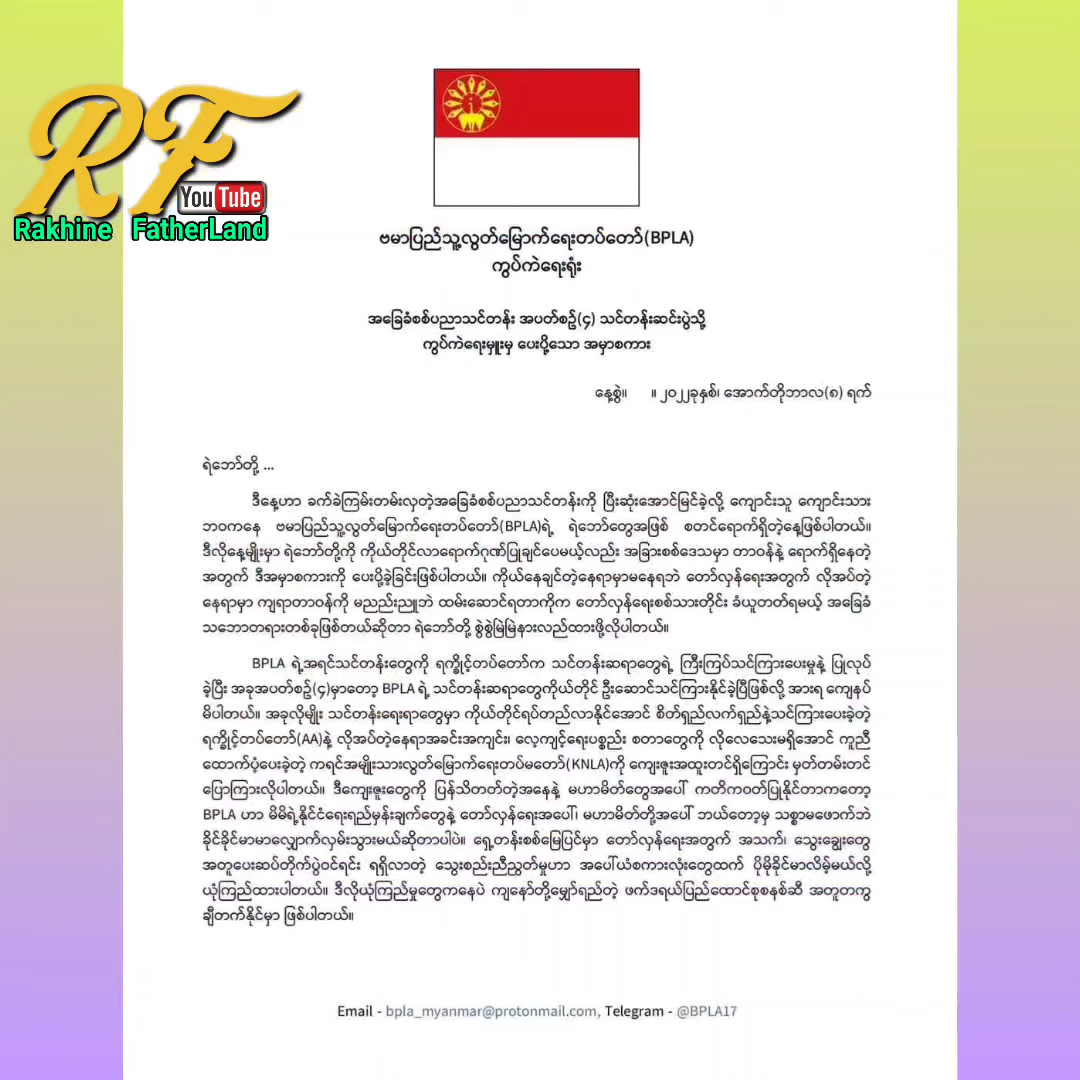 RF
YouTube
Rakhine FatherLand
ဗမာပြည်သူ့လွတ်မြောက်ရေးတပ်တော်(BPLA)
ကွပ်ကဲရေးရုံး
အခြေခံစစ်ပညာသင်တန်း အပတ်စဥ်(၄) သင်တန်းဆင်းပွဲသို့
ကွပ်ကဲရေးမှူးမှ ပေးပို့သော အမှာစကား
နေ့စွဲ။ ။ ၂၀၂၂ခုနှစ်၊ အောက်တိုဘာလ(၈) ရက်
ရဲဘော်တို့ ...
ဒီနေ့ဟာ ခက်ခဲကြမ်းတမ်းလှတဲ့အခြေခံစစ်ပညာသင်တန်းကို ပြီးဆုံးအောင်မြင်ခဲ့လို့ ကျောင်းသူ ကျောင်းသား
ဘဝကနေ ဗမာပြည်သူ့လွတ်မြောက်ရေးတပ်တော်(BPLA)ရဲ့ ရဲဘော်တွေအဖြစ် စတင်ရောက်ရှိတဲ့နေ့ဖြစ်ပါတယ်။
ဒီလိုနေ့မျိုးမှာ ရဲဘော်တို့ကို ကိုယ်တိုင်လာရောက်ဂုဏ်ပြုချင်ပေမယ့်လည်း အခြားစစ်ဒေသမှာ တာဝန်နဲ့ ရောက်ရှိနေတဲ့
အတွက် ဒီအမှာစကားကို ပေးပို့ခဲ့ခြင်းဖြစ်ပါတယ်။ ကိုယ်နေချင်တဲ့နေရာမှာမနေရဘဲ တော်လှန်ရေးအတွက် လိုအပ်တဲ့
နေရာမှာ ကျရာတာဝန်ကို မညည်းညူဘဲ ထမ်းဆောင်ရတာကိုက တော်လှန်ရေးစစ်သားတိုင်း ခံယူတတ်ရမယ့် အခြေခံ
သဘောတရားတစ်ခုဖြစ်တယ်ဆိုတာ ရဲဘော်တို့ စွဲစွဲမြဲမြဲနားလည်ထားဖို့လိုပါတယ်။
BPLA ရဲ့အရင်သင်တန်းတွေကို ရက္ခိုင့်တပ်တော်က သင်တန်းဆရာတွေရဲ့ ကြီးကြပ်သင်ကြားပေးမှုနဲ့ ပြုလုပ်
ခဲ့ပြီး အခုအပတ်စဥ်(၄)မှာတော့ BPLA ရဲ့ သင်တန်းဆရာတွေကိုယ်တိုင် ဦးဆောင်သင်ကြားနိုင်ခဲ့ပြီဖြစ်လို့ အားရ ကျေနပ်
မိပါတယ်။ အခုလိုမျိုး သင်တန်းရေးရာတွေမှာ ကိုယ်တိုင်ရပ်တည်လာနိုင်အောင် စိတ်ရှည်လက်ရှည်နဲ့သင်ကြားပေးခဲ့တဲ့
ရက္ခိုင့်တပ်တော်(AA)နဲ့ လိုအပ်တဲ့နေရာအခင်းအကျင်း၊ လေ့ကျင့်ရေးပစ္စည်း စတာတွေကို လိုလေသေးမရှိအောင် ကူညီ
ထောက်ပံ့ပေးခဲ့တဲ့ ကရင်အမျိုးသားလွတ်မြောက်ရေးတပ်မတော်(KNLA)ကို ကျေးဇူးအထူးတင်ရှိကြောင်း မှတ်တမ်းတင်
ပြောကြားလိုပါတယ်။ ဒီကျေးဇူးတွေကို ပြန်သိတတ်တဲ့အနေနဲ့ မဟာမိတ်တွေအပေါ် ကတိကဝတ်ပြုနိုင်တာကတော့
BPLA ဟာ မိမိရဲ့နိုင်ငံရေးရည်မှန်းချက်တွေနဲ့ တော်လှန်ရေးအပေါ်၊ မဟာမိတ်တို့အပေါ် ဘယ်တော့မှ သစ္စာမဖောက်ဘဲ
ခိုင်ခိုင်မာမာလျှောက်လှမ်းသွားမယ်ဆိုတာပါပဲ။ ရှေ့တန်းစစ်မြေပြင်မှာ တော်လှန်ရေးအတွက် အသက်၊ သွေးချွေးတွေ
အတူပေးဆပ်တိုက်ပွဲဝင်ရင်း ရရှိလာတဲ့ သွေးစည်းညီညွတ်မှုဟာ အပေါ်ယံစကားလုံးတွေထက် ပိုမိုခိုင်မာလိမ့်မယ်လို့
ယုံကြည်ထားပါတယ်။ ဒီလိုယုံကြည်မှုတွေကနေပဲ ကျနော်တို့မျှော်ရည်တဲ့ ဖက်ဒရယ်ပြည်ထောင်စုစနစ်ဆီ အတူတကွ
ချီတက်နိုင်မှာ ဖြစ်ပါတယ်။
Email - bpla_myanmar@protonmail.com, Telegram - @BPLA17